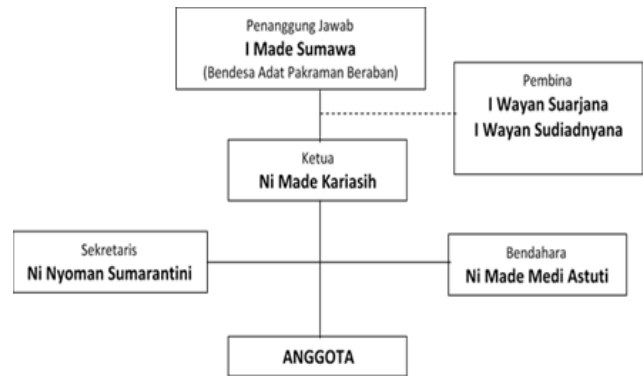 Penanggung Jawab
I Made Sumawa
(Bendesa Adat Pakraman Beraban)
Pembina
I Wayan Suarjana
I Wayan Sudiadnyana
Ketua
Ni Made Kariasih
Sekretaris
Ni Nyoman Sumarantini
Bendahara
Ni Made Medi Astuti
ANGGOTA